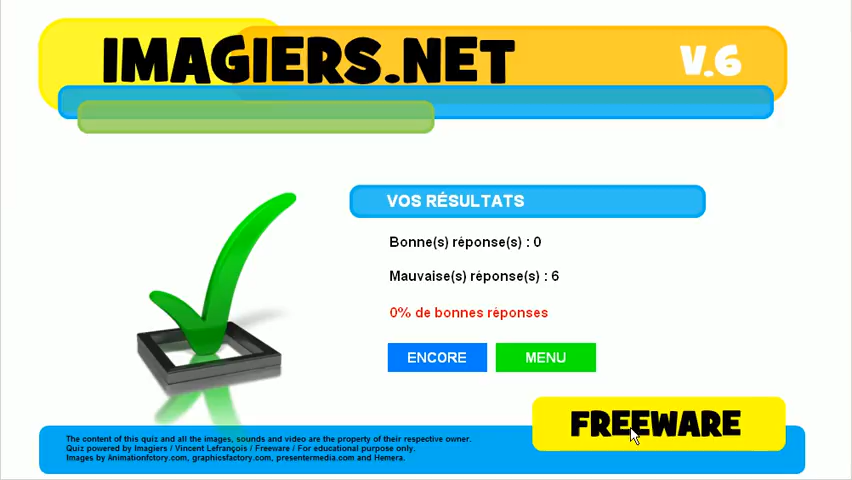 IMAGIERS.NET
V.6
VOS RÉSULTATS
Bonne(s) réponse(s) : 0
Mauvaise(s) réponse(s) : 6
0% de bonnes réponses
ENCORE
MENU
FREEWARE
The content of this quiz and all the images, sounds and video are the property of their respective owner.
Quiz powered by Imagiers / Vincent Lefrançois / Freeware / For educational purpose only.
Images by Animationfctory.com, graphicsfactory.com, presentermedia.com and Hemera.